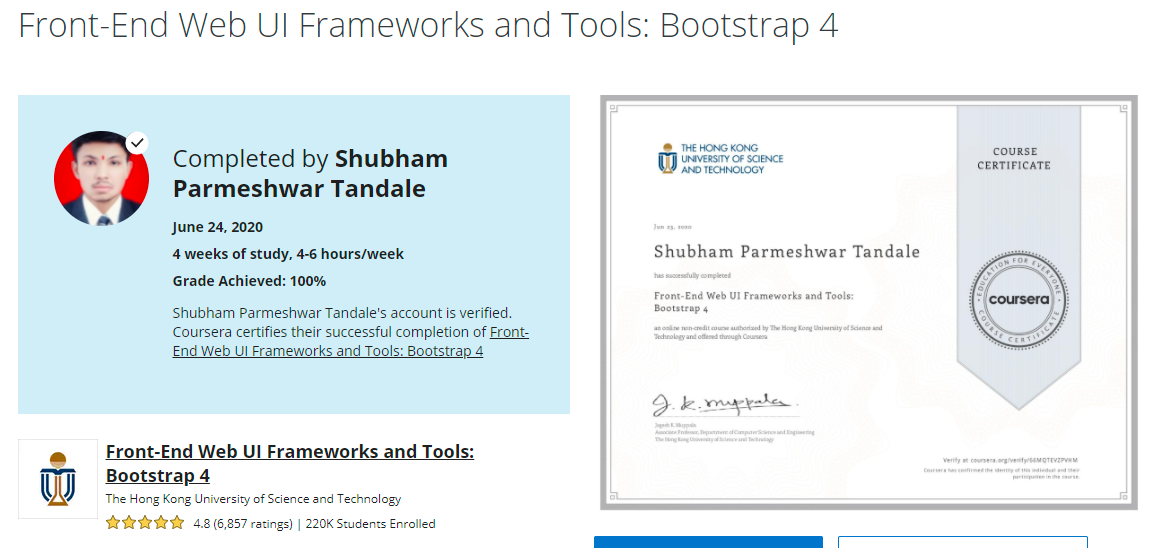 Front-End Web UI Frameworks and Tools: Bootstrap 4
Completed by Shubham
Parmeshwar Tandale
June 24, 2020
4 weeks of study, 4-6 hours/week
Grade Achieved: 100%
Shubham Parmeshwar Tandale's account is verified.
Coursera certifies their successful completion of Front-
End Web UI Frameworks and Tools: Bootstrap 4
Front-End Web UI Frameworks and Tools:
Bootstrap 4
The Hong Kong University of Science and Technology
4.8 (6,857 ratings) | 220K Students Enrolled
THE HONG KONG
UNIVERSITY OF SCIENCE
AND TECHNOLOGY
COURSE
CERTIFICATE
Jun 23, 2020
Shubham Parmeshwar Tandale
has successfully completed
Front-End Web UI Frameworks and Tools:
Bootstrap 4
an online non-credit course authorized by The Hong Kong University of Science and
Technology and offered through Coursera
EDUCATION FOR EVERYONE
coursera
COURSE CERTIFICATE
J. K. Muppala
Jogesh K. Muppala
Associate Professor, Department of Computer Science and Engineering
The Hong Kong University of Science and Technology
Verify at coursera.org/verify/
Coursera has confirmed the identity of this individual and their
participation in the course.